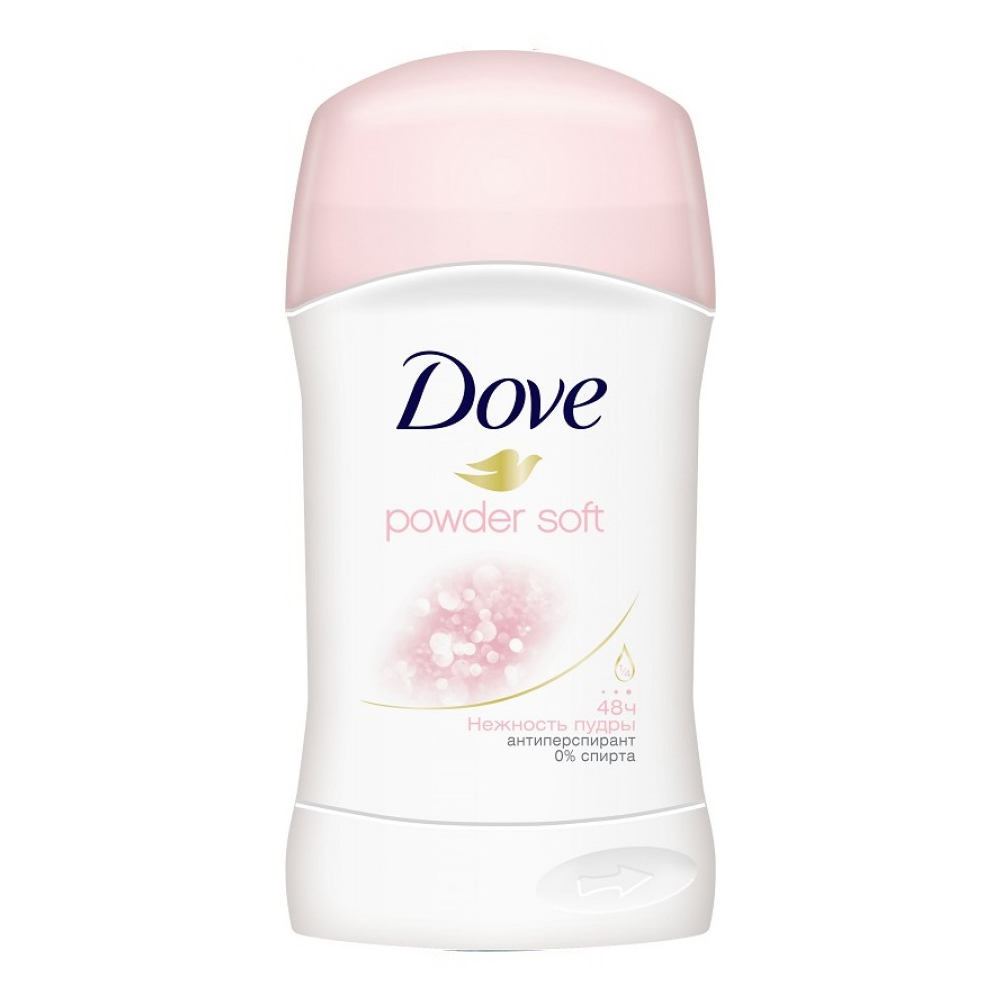 Dove
powder soft
1/4
48ч
Нежность пудры
антиперспирант
0% спирта